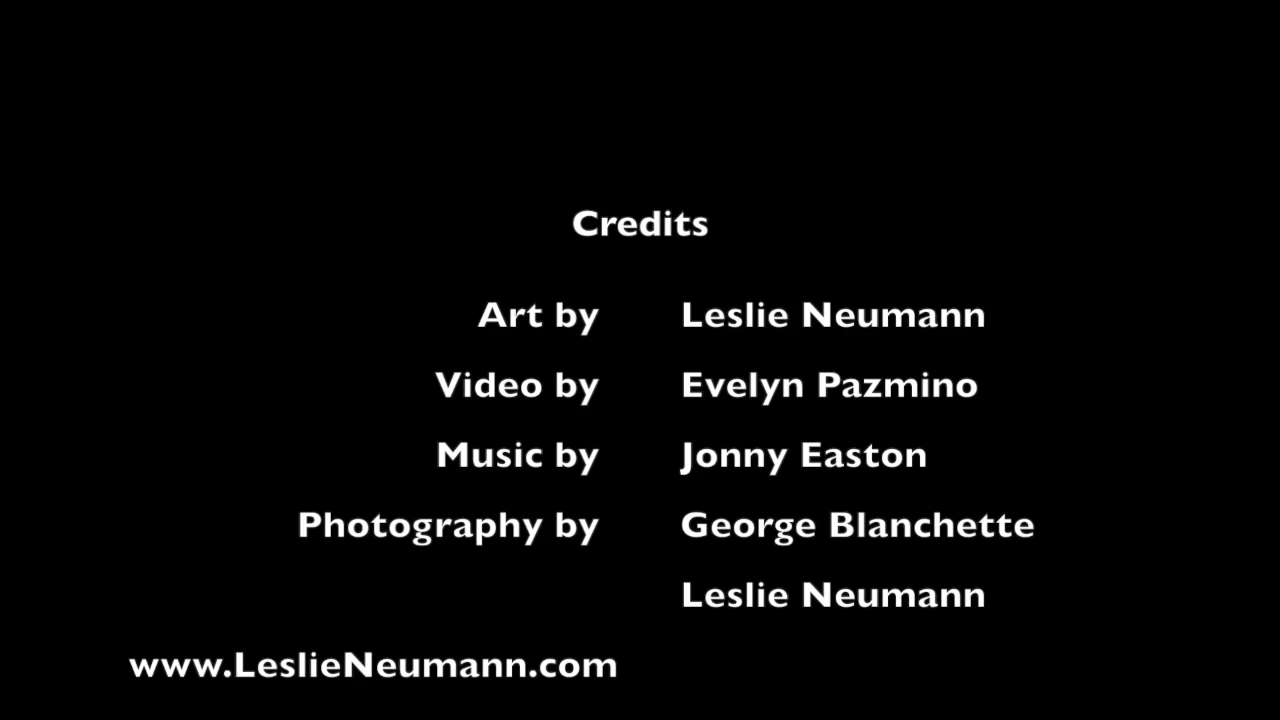 Credits
Art by Leslie Neumann
Video by Evelyn Pazmino
Music by Jonny Easton
Photography by George Blanchette
Leslie Neumann
www.LeslieNeumann.com